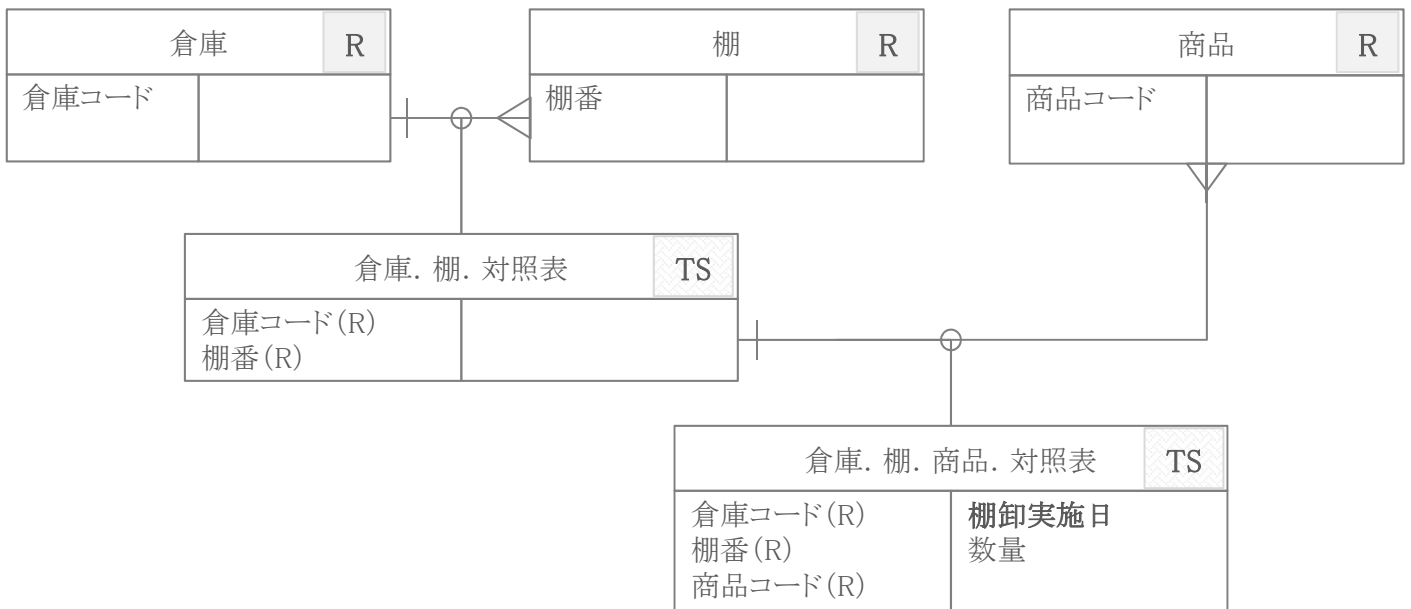 倉庫 R
倉庫コード
棚 R
棚番
商品 R
商品コード
倉庫. 棚. 対照表 TS
倉庫コード(R)
棚番(R)
倉庫. 棚. 商品. 対照表 TS
倉庫コード(R)
棚番(R)
商品コード(R)
棚卸実施日
数量